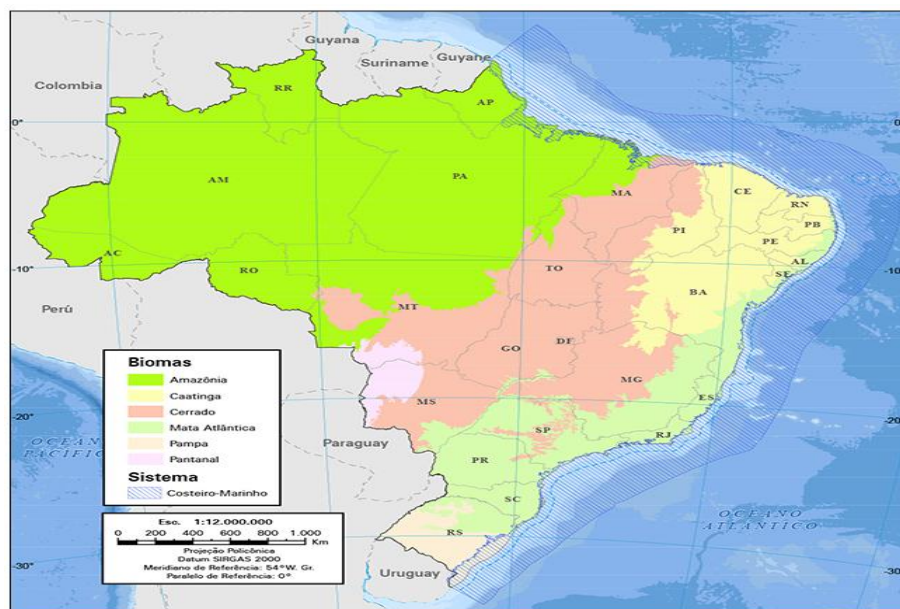 Guyana
Suriname
Guyane
Colombia
RR
AP
0°
0
AM
PA
MA
CE
RN
PB
PI
PE
AC
AL
-10°
-10
RO
TO
SE
BA
Perú
MT
Biomas
Amazônia
Caatinga
Cerrado
Mata Atlântica
Pampa
Pantanal
Sistema
Costeiro-Marinho
GO
DF
MG
MS
ES
-20°
-20
SP
RJ
OCEANO
PACÍFICO
Paraguay
PR
SC
OCEANO
ATLÂNTICO
Esc. 1:12.000.000
0 200 400 600 800 1.000
Km
Projeção Policônica
Datum SIRGAS 2000
Meridiano de Referência: 54°W. Gr.
Paralelo de Referência: 0°
RS
-30°
-30
Uruguay